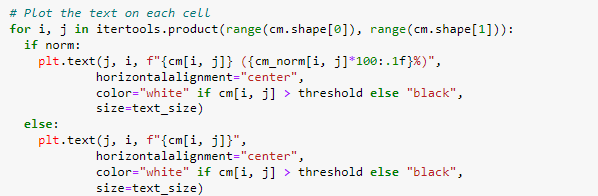 # Plot the text on each cell
for i, j in itertools.product(range(cm.shape[0]), range(cm.shape[1])):
  if norm:
    plt.text(j, i, f"{cm[i, j]} ({cm_norm[i, j]*100:.1f}%)",
            horizontalalignment="center",
            color="white" if cm[i, j] > threshold else "black",
            size=text_size)
  else:
    plt.text(j, i, f"{cm[i, j]}",
            horizontalalignment="center",
            color="white" if cm[i, j] > threshold else "black",
            size=text_size)